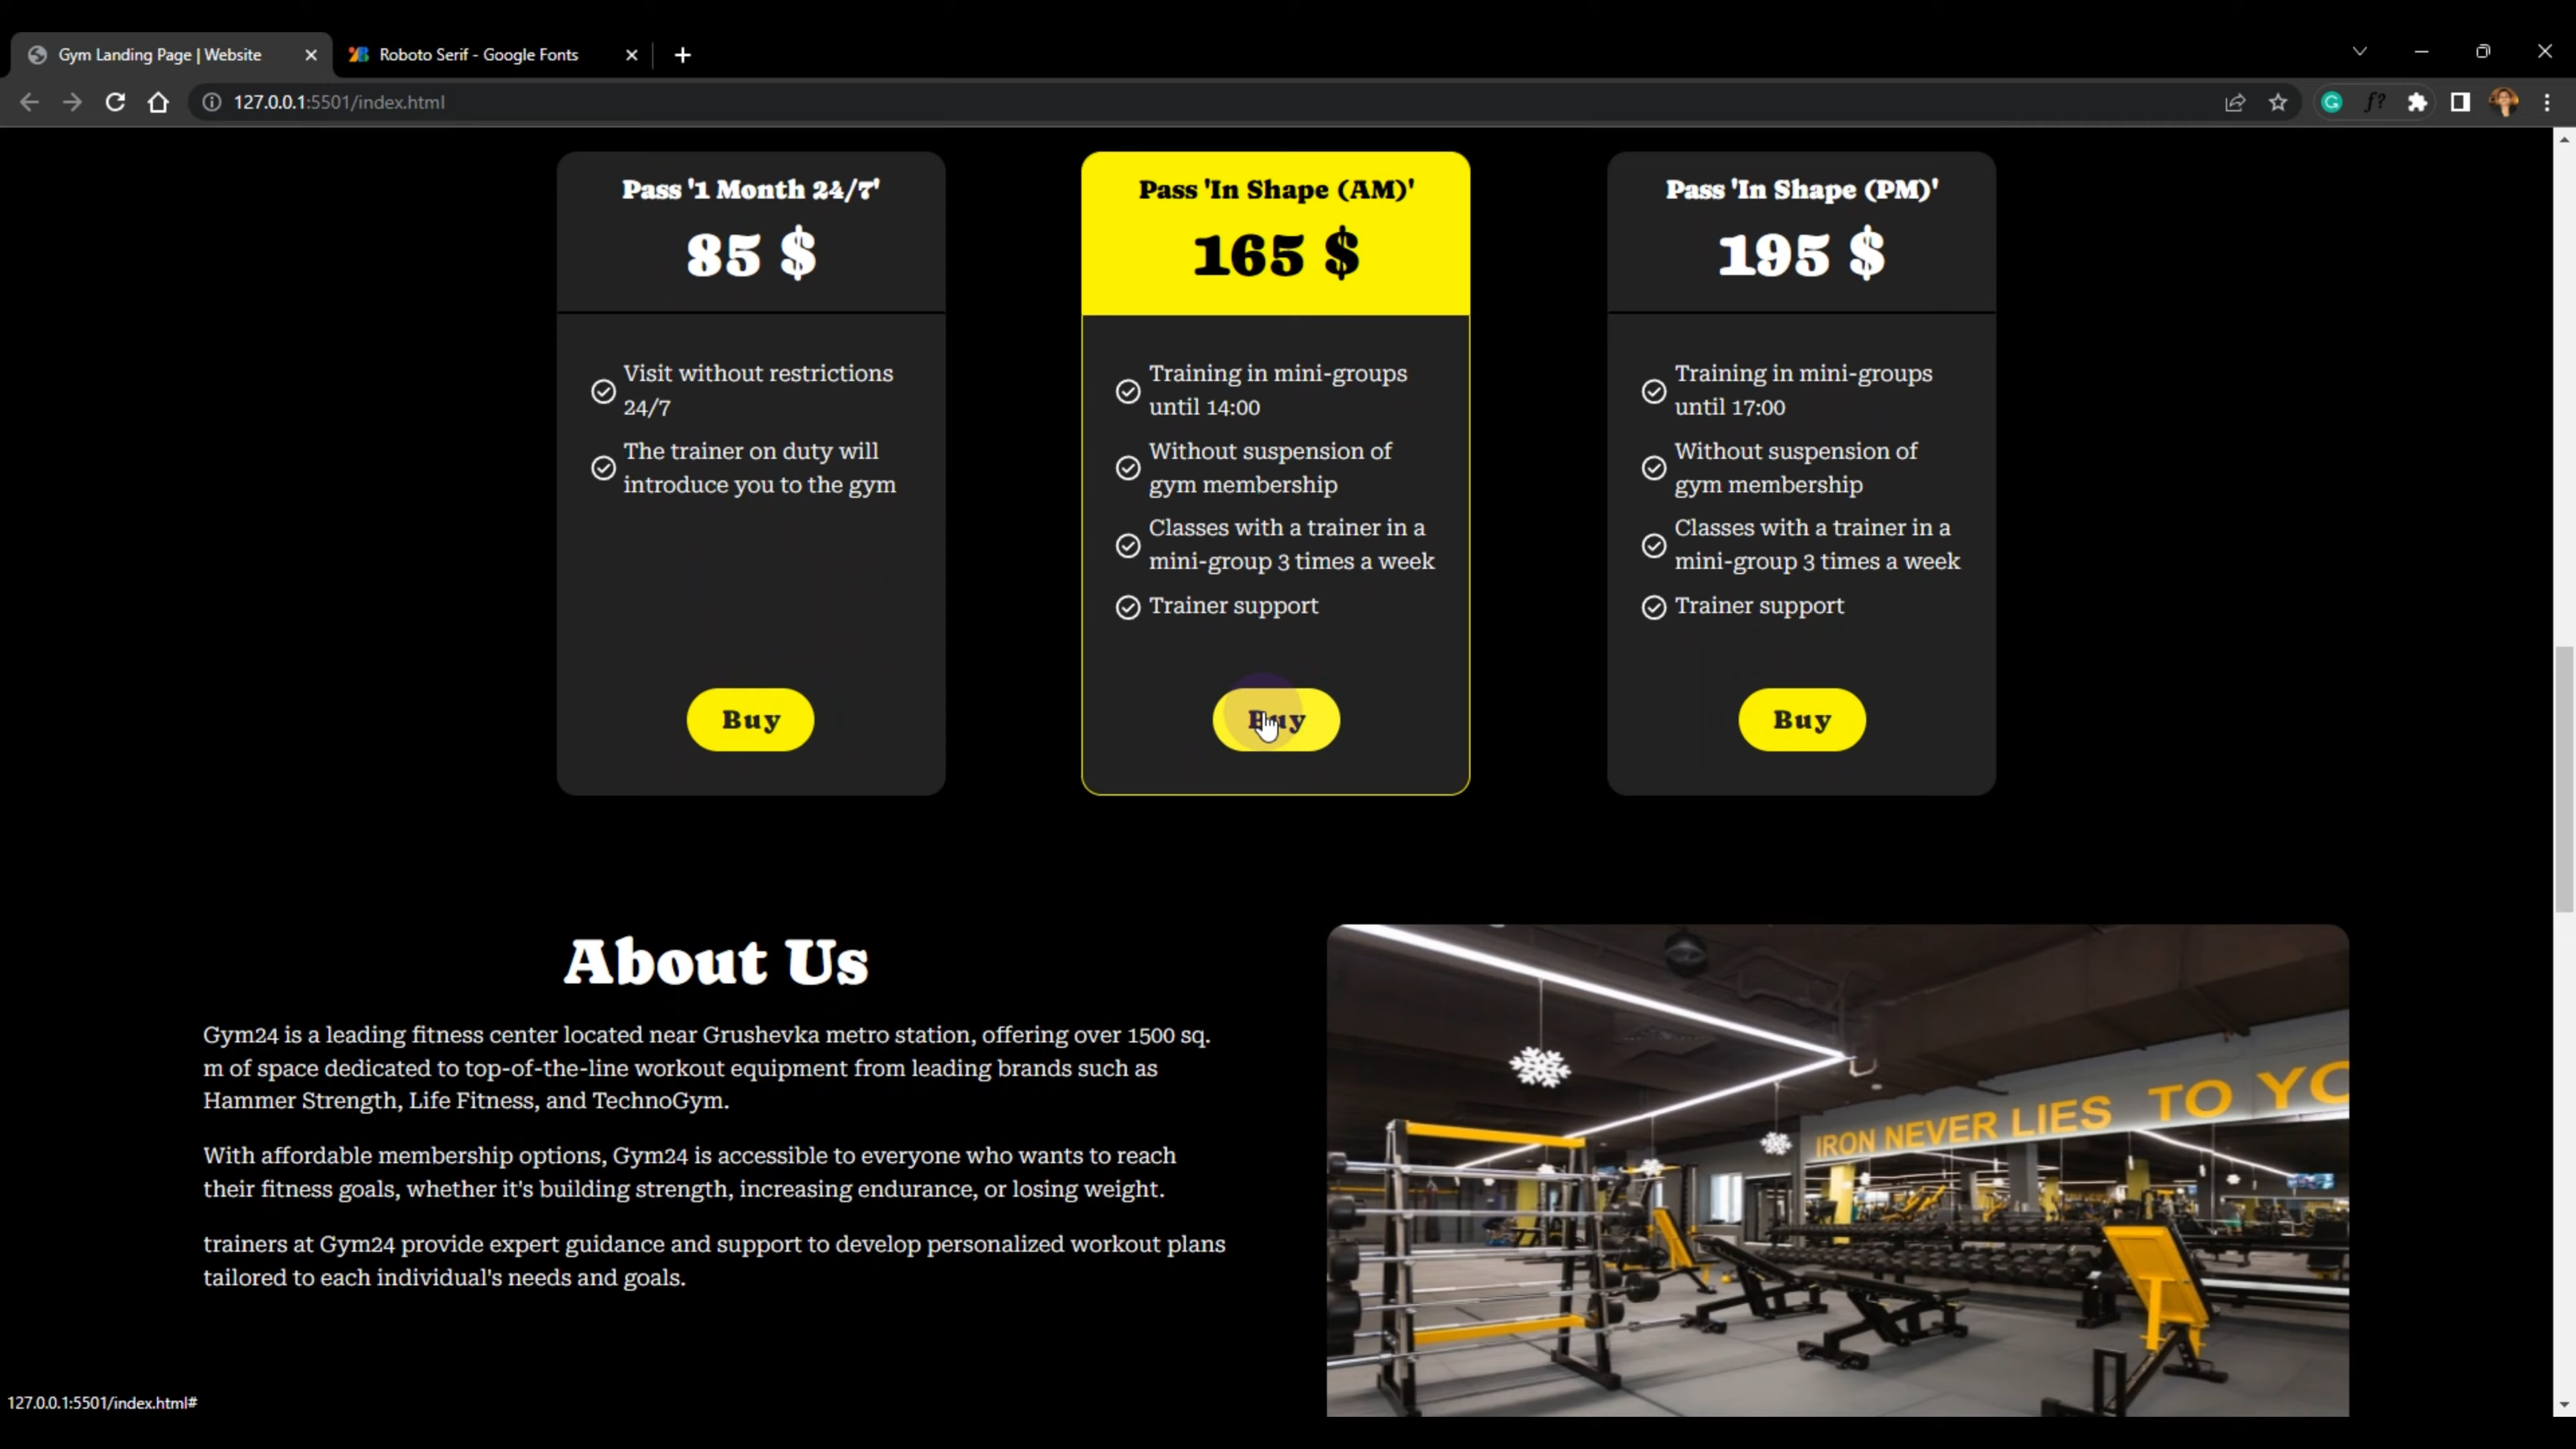 Gym Landing Page | Website
Roboto Serif - Google Fonts
127.0.0.1:5501/index.html
Pass '1 Month 24/7'
85 $
Visit without restrictions
24/7
The trainer on duty will
introduce you to the gym
Buy
Pass 'In Shape (AM)'
165 $
Training in mini-groups
until 14:00
Without suspension of
gym membership
Classes with a trainer in a
mini-group 3 times a week
Trainer support
Buy
Pass 'In Shape (PM)'
195 $
Training in mini-groups
until 17:00
Without suspension of
gym membership
Classes with a trainer in a
mini-group 3 times a week
Trainer support
Buy
About Us
Gym24 is a leading fitness center located near Grushevka metro station, offering over 1500 sq.
m of space dedicated to top-of-the-line workout equipment from leading brands such as
Hammer Strength, Life Fitness, and TechnoGym.
With affordable membership options, Gym24 is accessible to everyone who wants to reach
their fitness goals, whether it's building strength, increasing endurance, or losing weight.
trainers at Gym24 provide expert guidance and support to develop personalized workout plans
tailored to each individual's needs and goals.
IRON NEVER LIES TO YO
127.0.0.1:5501/index.html#
f?